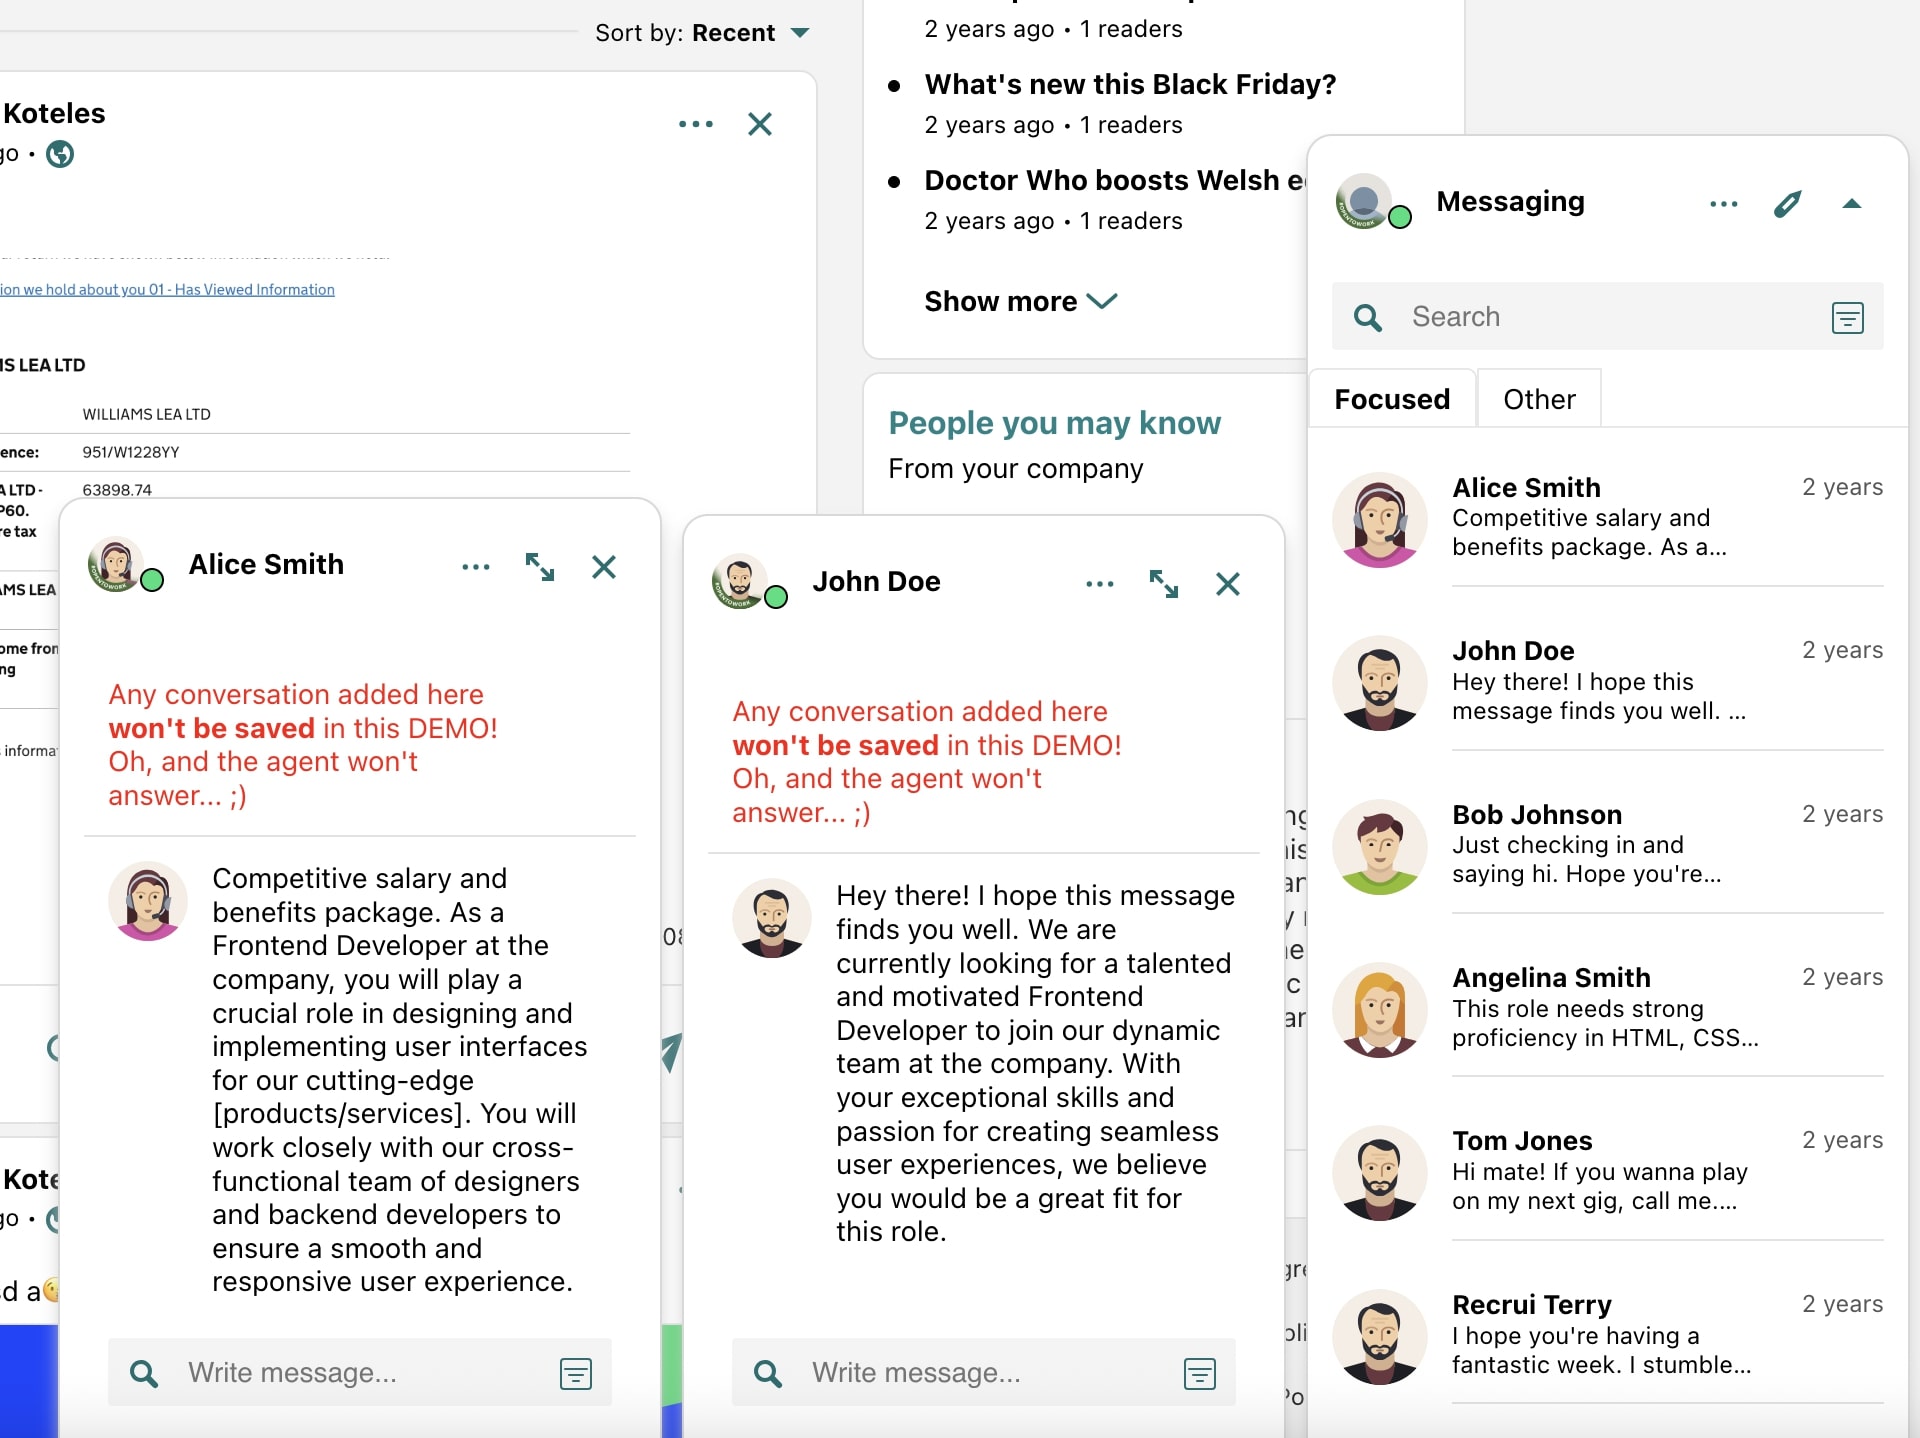 Sort by: Recent
Koteles
go •
ion we hold about you 01 - Has Viewed Information
MS LEA LTD
WILLIAMS LEA LTD
ence:
951/W1228YY
A LTD -
63898.74
P60.
re tax
AMS LEA
ome from
ng
informa
Kote
go •
sd a
2 years ago • 1 readers
What's new this Black Friday?
2 years ago • 1 readers
Doctor Who boosts Welsh e
2 years ago • 1 readers
Show more
People you may know
From your company
Alice Smith
#OPENTOWORK
Any conversation added here
won't be saved in this DEMO!
Oh, and the agent won't
answer... ;)
Competitive salary and
benefits package. As a
Frontend Developer at the
company, you will play a
crucial role in designing and
implementing user interfaces
for our cutting-edge
[products/services]. You will
work closely with our cross-
functional team of designers
and backend developers to
ensure a smooth and
responsive user experience.
Write message...
John Doe
#OPENTOWORK
Any conversation added here
won't be saved in this DEMO!
Oh, and the agent won't
answer... ;)
Hey there! I hope this message
finds you well. We are
currently looking for a talented
and motivated Frontend
Developer to join our dynamic
team at the company. With
your exceptional skills and
passion for creating seamless
user experiences, we believe
you would be a great fit for
this role.
Write message...
Messaging
#OPENTOWORK
Search
Focused
Other
Alice Smith
2 years
Competitive salary and
benefits package. As a...
John Doe
2 years
Hey there! I hope this
message finds you well. ...
Bob Johnson
2 years
Just checking in and
saying hi. Hope you're...
Angelina Smith
2 years
This role needs strong
proficiency in HTML, CSS...
Tom Jones
2 years
Hi mate! If you wanna play
on my next gig, call me....
Recrui Terry
2 years
I hope you're having a
fantastic week. I stumble...